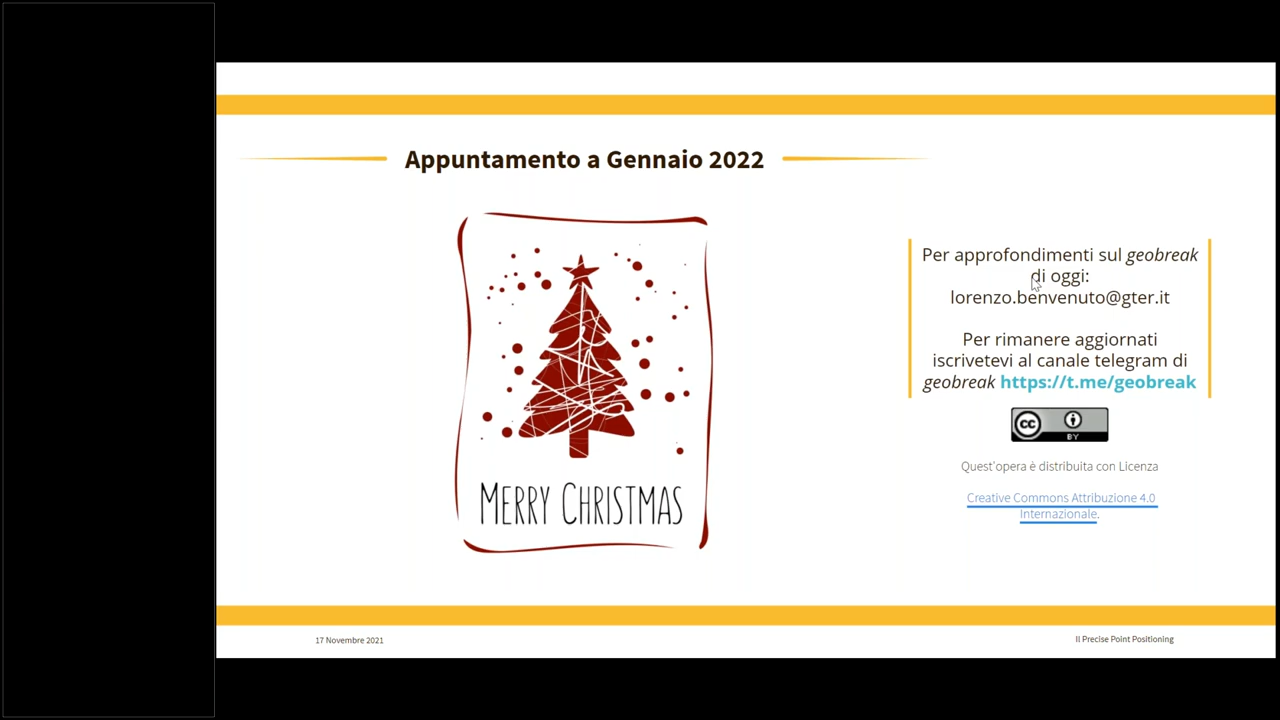 Appuntamento a Gennaio 2022
MERRY CHRISTMAS
Per approfondimenti sul geobreak
di oggi:
lorenzo.benvenuto@gter.it
Per rimanere aggiornati
iscrivetevi al canale telegram di
geobreak https://t.me/geobreak
cc
BY
Quest'opera è distribuita con Licenza
Creative Commons Attribuzione 4.0
Internazionale.
17 Novembre 2021
Il Precise Point Positioning